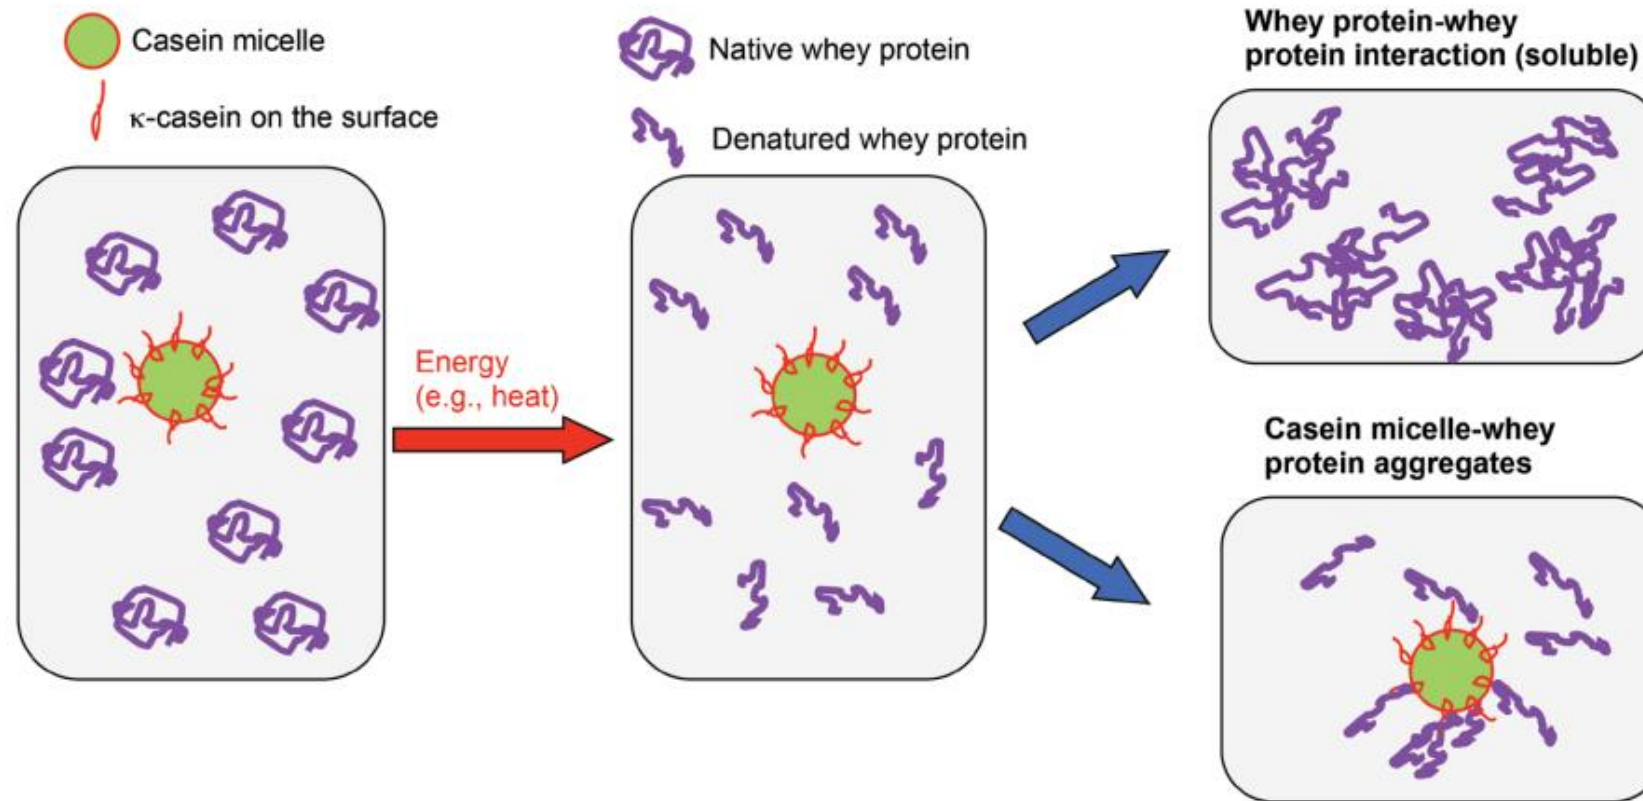 Casein micelle
κ-casein on the surface
Native whey protein
Denatured whey protein
Energy
(e.g., heat)
Whey protein-whey
protein interaction (soluble)
Casein micelle-whey
protein aggregates